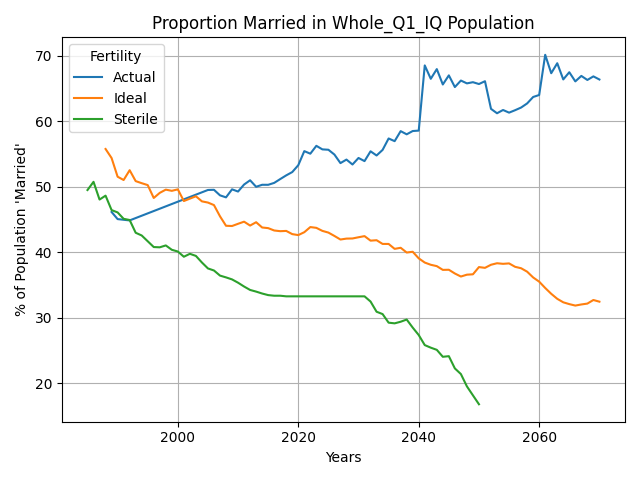 Proportion Married in Whole_Q1_IQ Population
Fertility
Actual
Ideal
Sterile
% of Population 'Married'
70
60
50
40
30
20
2000
2020
2040
2060
Years